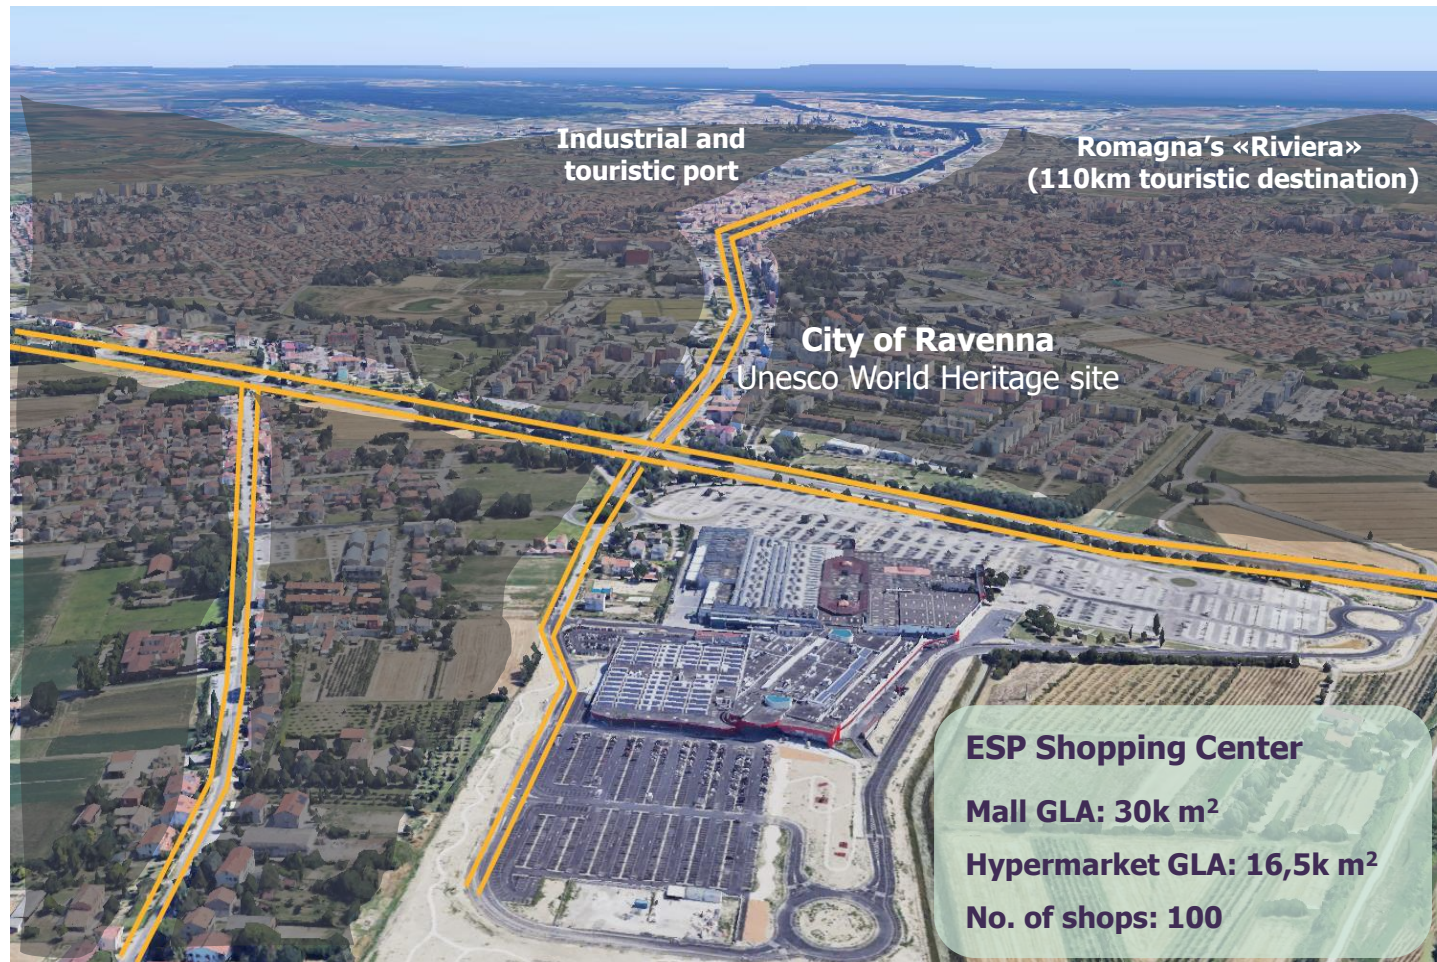 Industrial and
touristic port
Romagna’s «Riviera»
(110km touristic destination)
City of Ravenna
Unesco World Heritage site
ESP Shopping Center
Mall GLA: 30k m²
Hypermarket GLA: 16,5k m²
No. of shops: 100